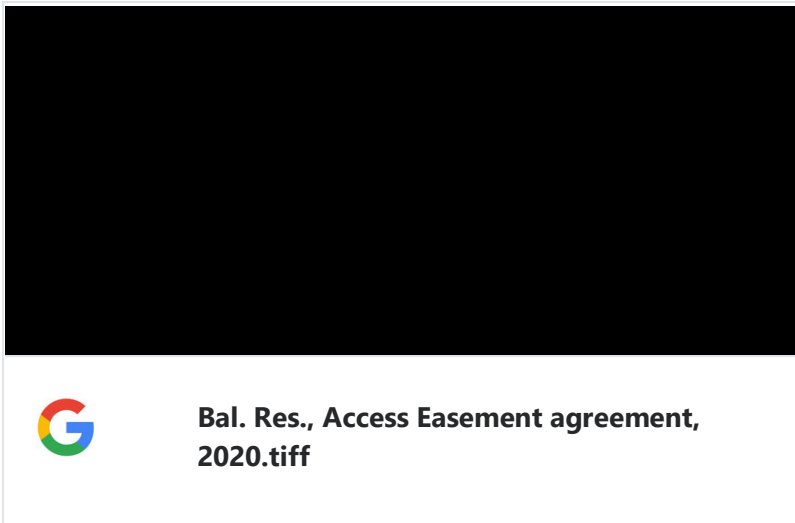 Bal. Res., Access Easement agreement,
2020.tiff